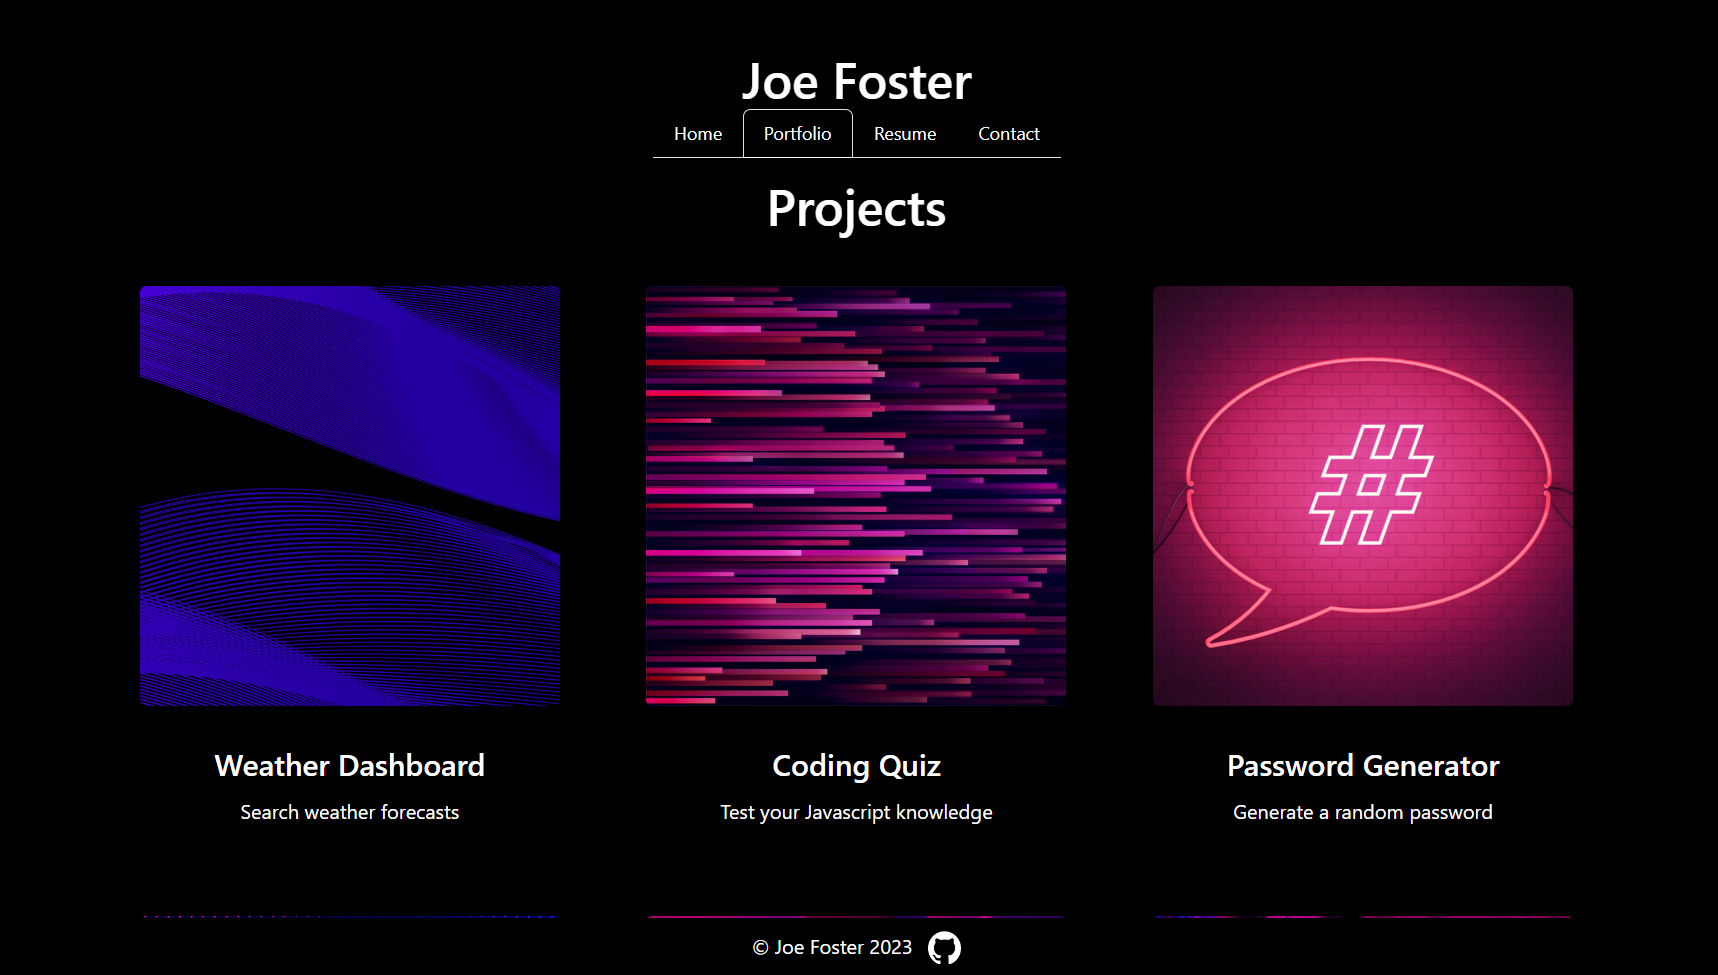 Joe Foster
Home Portfolio Resume Contact
Projects
#
Weather Dashboard
Search weather forecasts
Coding Quiz
Test your Javascript knowledge
Password Generator
Generate a random password
© Joe Foster 2023